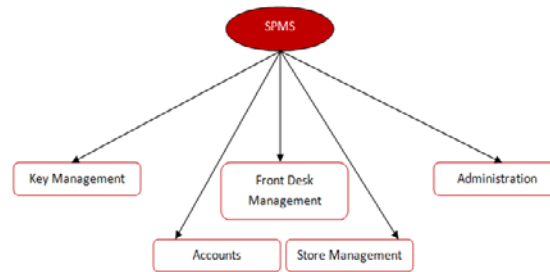 SPMS
Key Management
Front Desk
Management
Administration
Accounts
Store Management